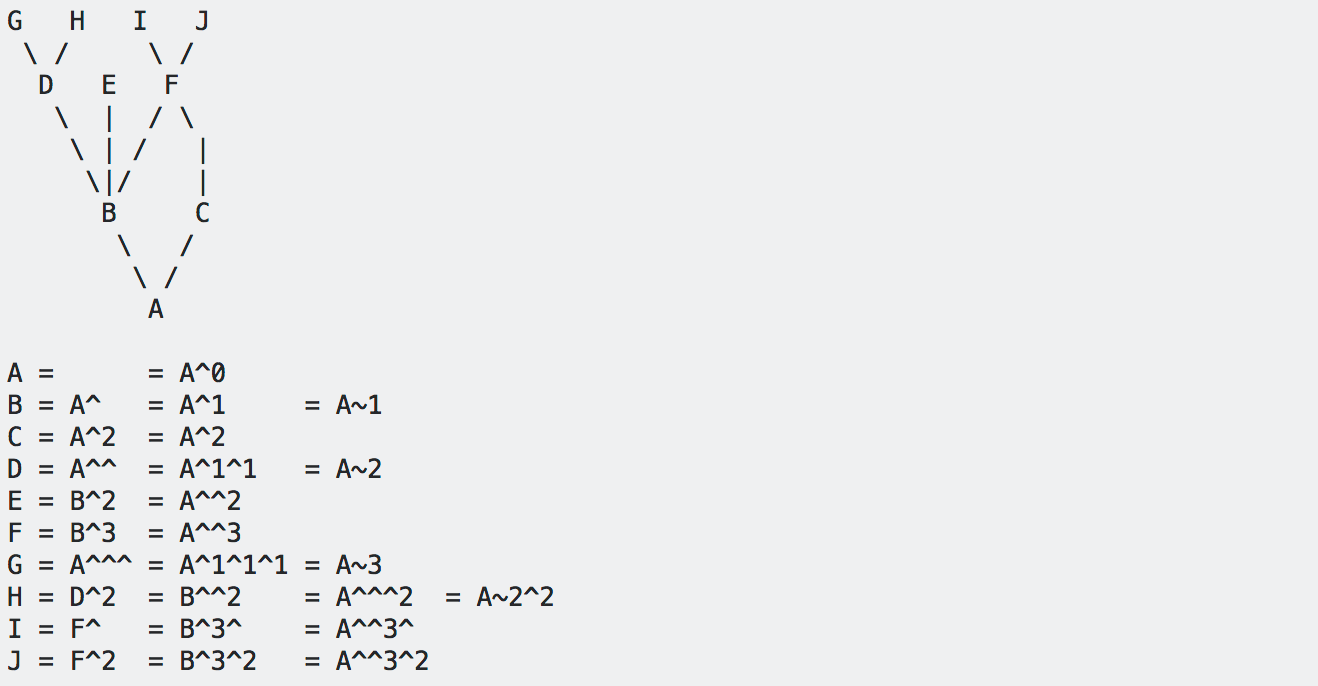 G   H   I   J
 \ /     \ /
  D   E   F
   \  |  / \
    \ | /   |
     \|/    |
      B     C
       \   /
        \ /
         A

A =      = A^0
B = A^   = A^1     = A~1
C = A^2  = A^2
D = A^^  = A^1^1   = A~2
E = B^2  = A^^2
F = B^3  = A^^3
G = A^^^ = A^1^1^1 = A~3
H = D^2  = B^^2    = A^^^2  = A~2^2
I = F^   = B^3^    = A^^3^
J = F^2  = B^3^2   = A^^3^2